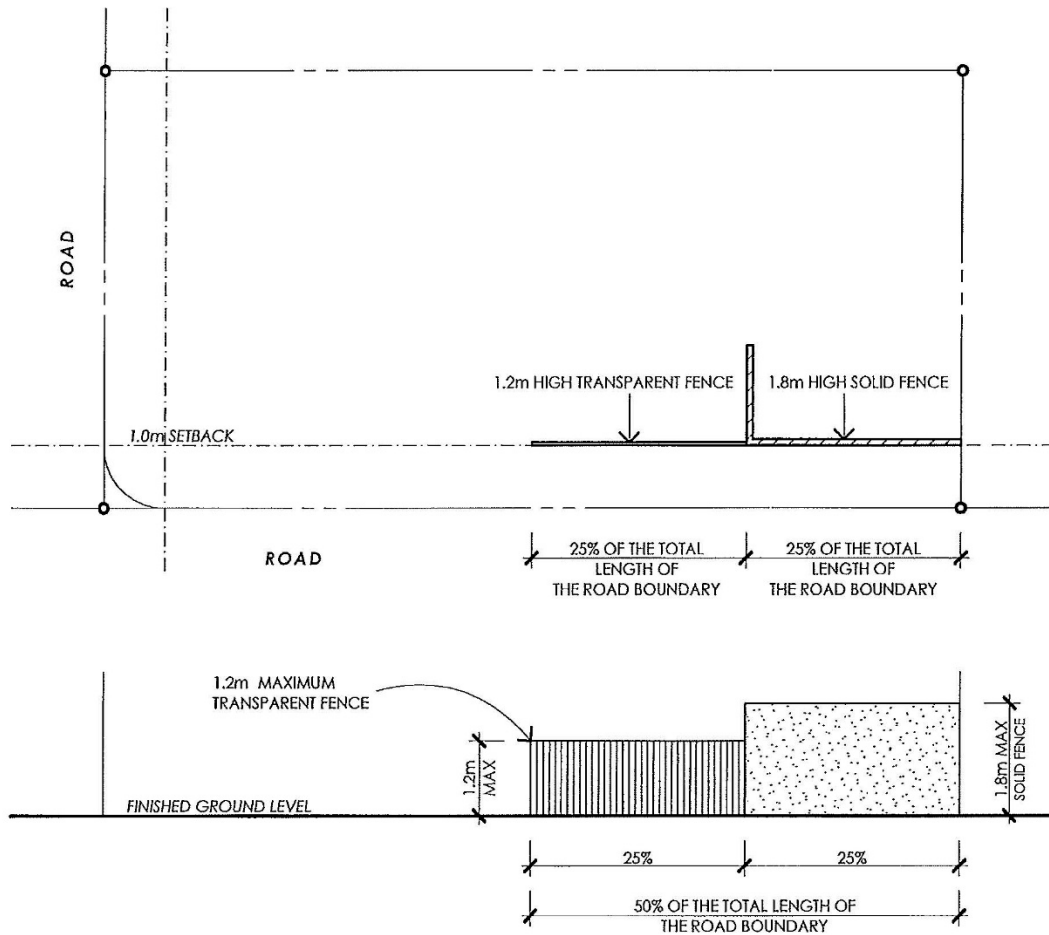 ROAD
1.2m HIGH TRANSPARENT FENCE
1.8m HIGH SOLID FENCE
1.0m SETBACK
ROAD
25% OF THE TOTAL
LENGTH OF
THE ROAD BOUNDARY
25% OF THE TOTAL
LENGTH OF
THE ROAD BOUNDARY
1.2m MAXIMUM
TRANSPARENT FENCE
1.2m
MAX
1.8m MAX
SOLID FENCE
FINISHED GROUND LEVEL
25%
25%
50% OF THE TOTAL LENGTH OF
THE ROAD BOUNDARY